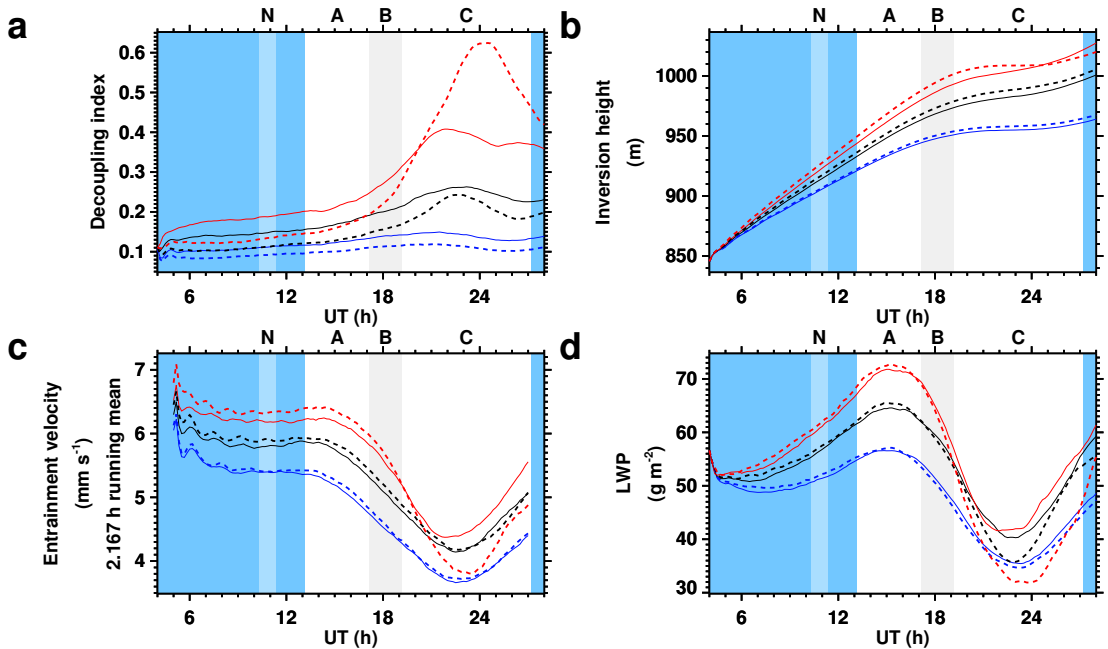 a
N A B C
Decoupling index
0.6
0.5
0.4
0.3
0.2
0.1
6 12 18 24
UT (h)
b
N A B C
Inversion height
(m)
1000
950
900
850
6 12 18 24
UT (h)
c
N A B C
Entrainment velocity
(mm s⁻¹)
2.167 h running mean
7
6
5
4
6 12 18 24
UT (h)
d
N A B C
LWP
(g m⁻²)
70
60
50
40
30
6 12 18 24
UT (h)